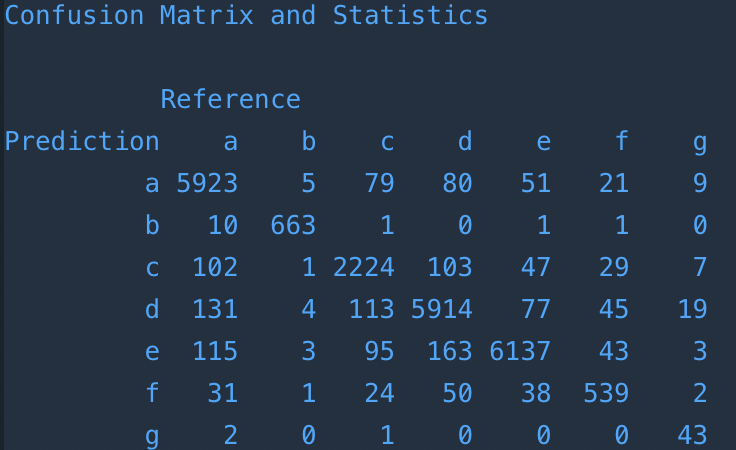 Confusion Matrix and Statistics
Reference
Prediction a b c d e f g
a 5923 5 79 80 51 21 9
b 10 663 1 0 1 1 0
c 102 1 2224 103 47 29 7
d 131 4 113 5914 77 45 19
e 115 3 95 163 6137 43 3
f 31 1 24 50 38 539 2
g 2 0 1 0 0 0 43